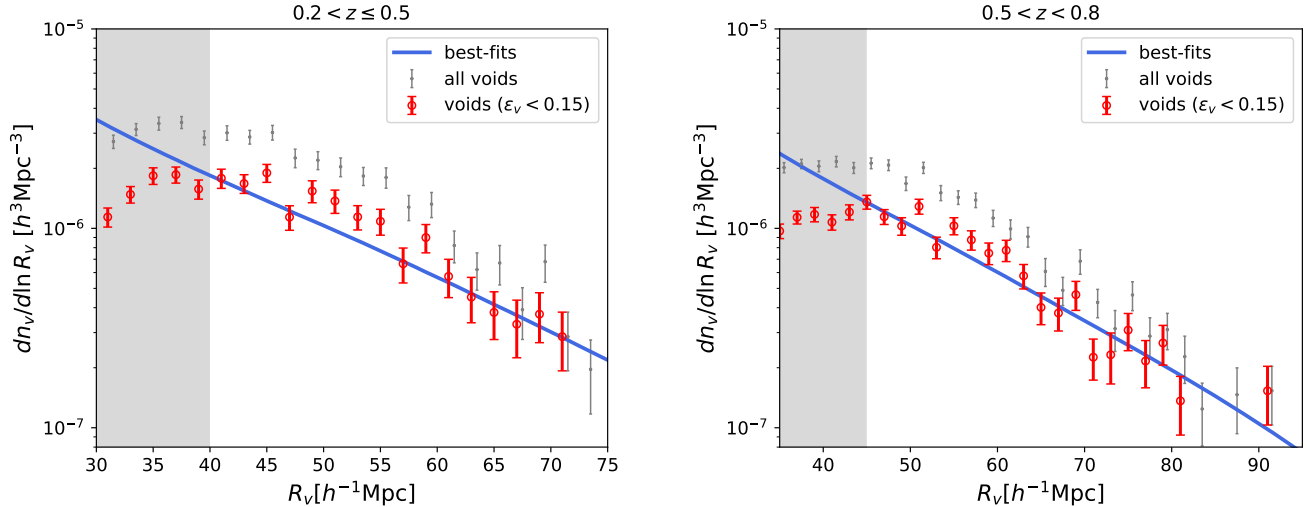 0.2 < z ≤ 0.5
dn_v/dln R_v [h³Mpc⁻³]
10⁻⁵
10⁻⁶
10⁻⁷
best-fits
all voids
voids (ε_v < 0.15)
30 35 40 45 50 55 60 65 70 75
R_v[h⁻¹Mpc]
0.5 < z < 0.8
dn_v/dln R_v [h³Mpc⁻³]
10⁻⁵
10⁻⁶
10⁻⁷
best-fits
all voids
voids (ε_v < 0.15)
40 50 60 70 80 90
R_v[h⁻¹Mpc]